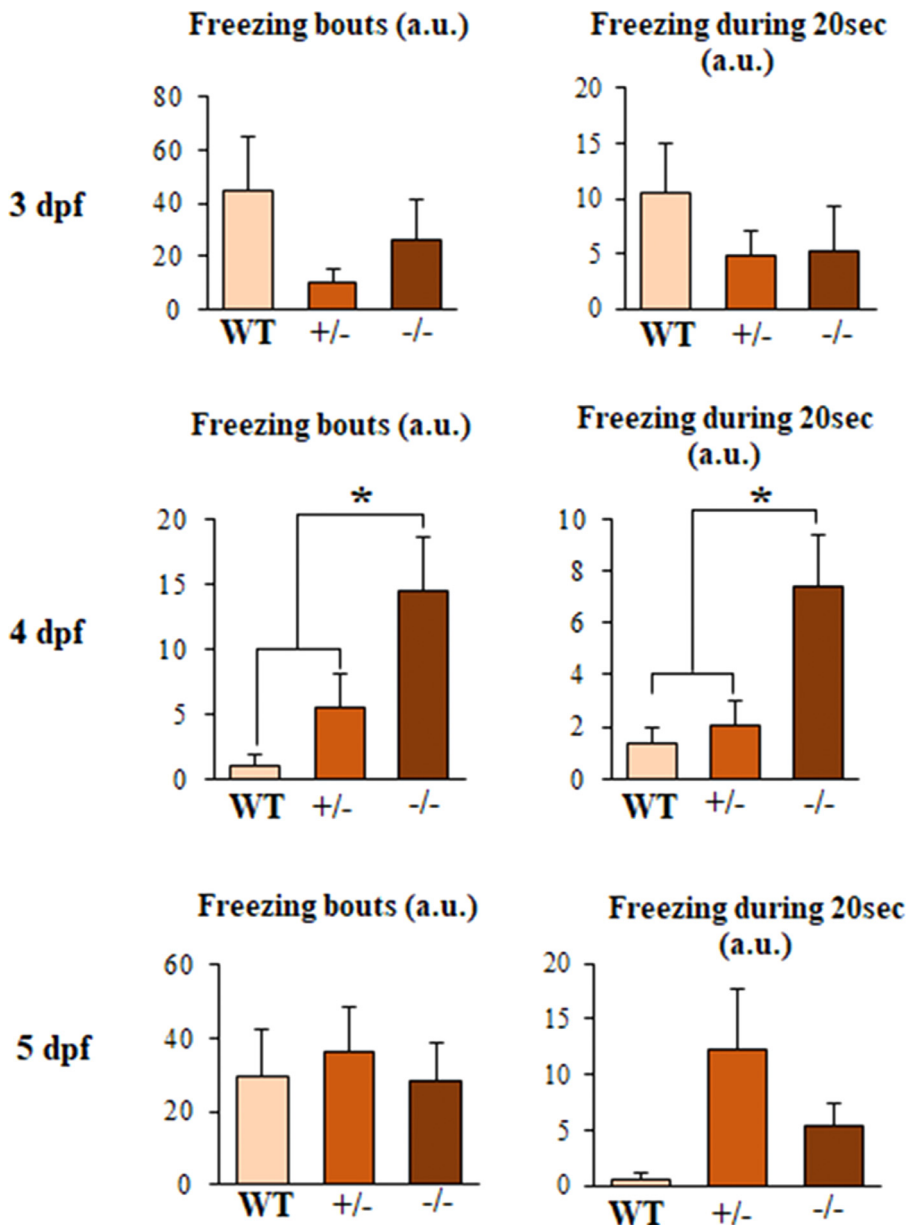 Freezing bouts (a.u.)
Freezing during 20sec
(a.u.)
3 dpf
80
60
40
20
0
WT +/- -/-
20
15
10
5
0
WT +/- -/-
Freezing bouts (a.u.)
Freezing during 20sec
(a.u.)
4 dpf
*
20
15
10
5
0
WT +/- -/-
*
10
8
6
4
2
0
WT +/- -/-
Freezing bouts (a.u.)
Freezing during 20sec
(a.u.)
5 dpf
60
40
20
0
WT +/- -/-
20
15
10
5
0
WT +/- -/-